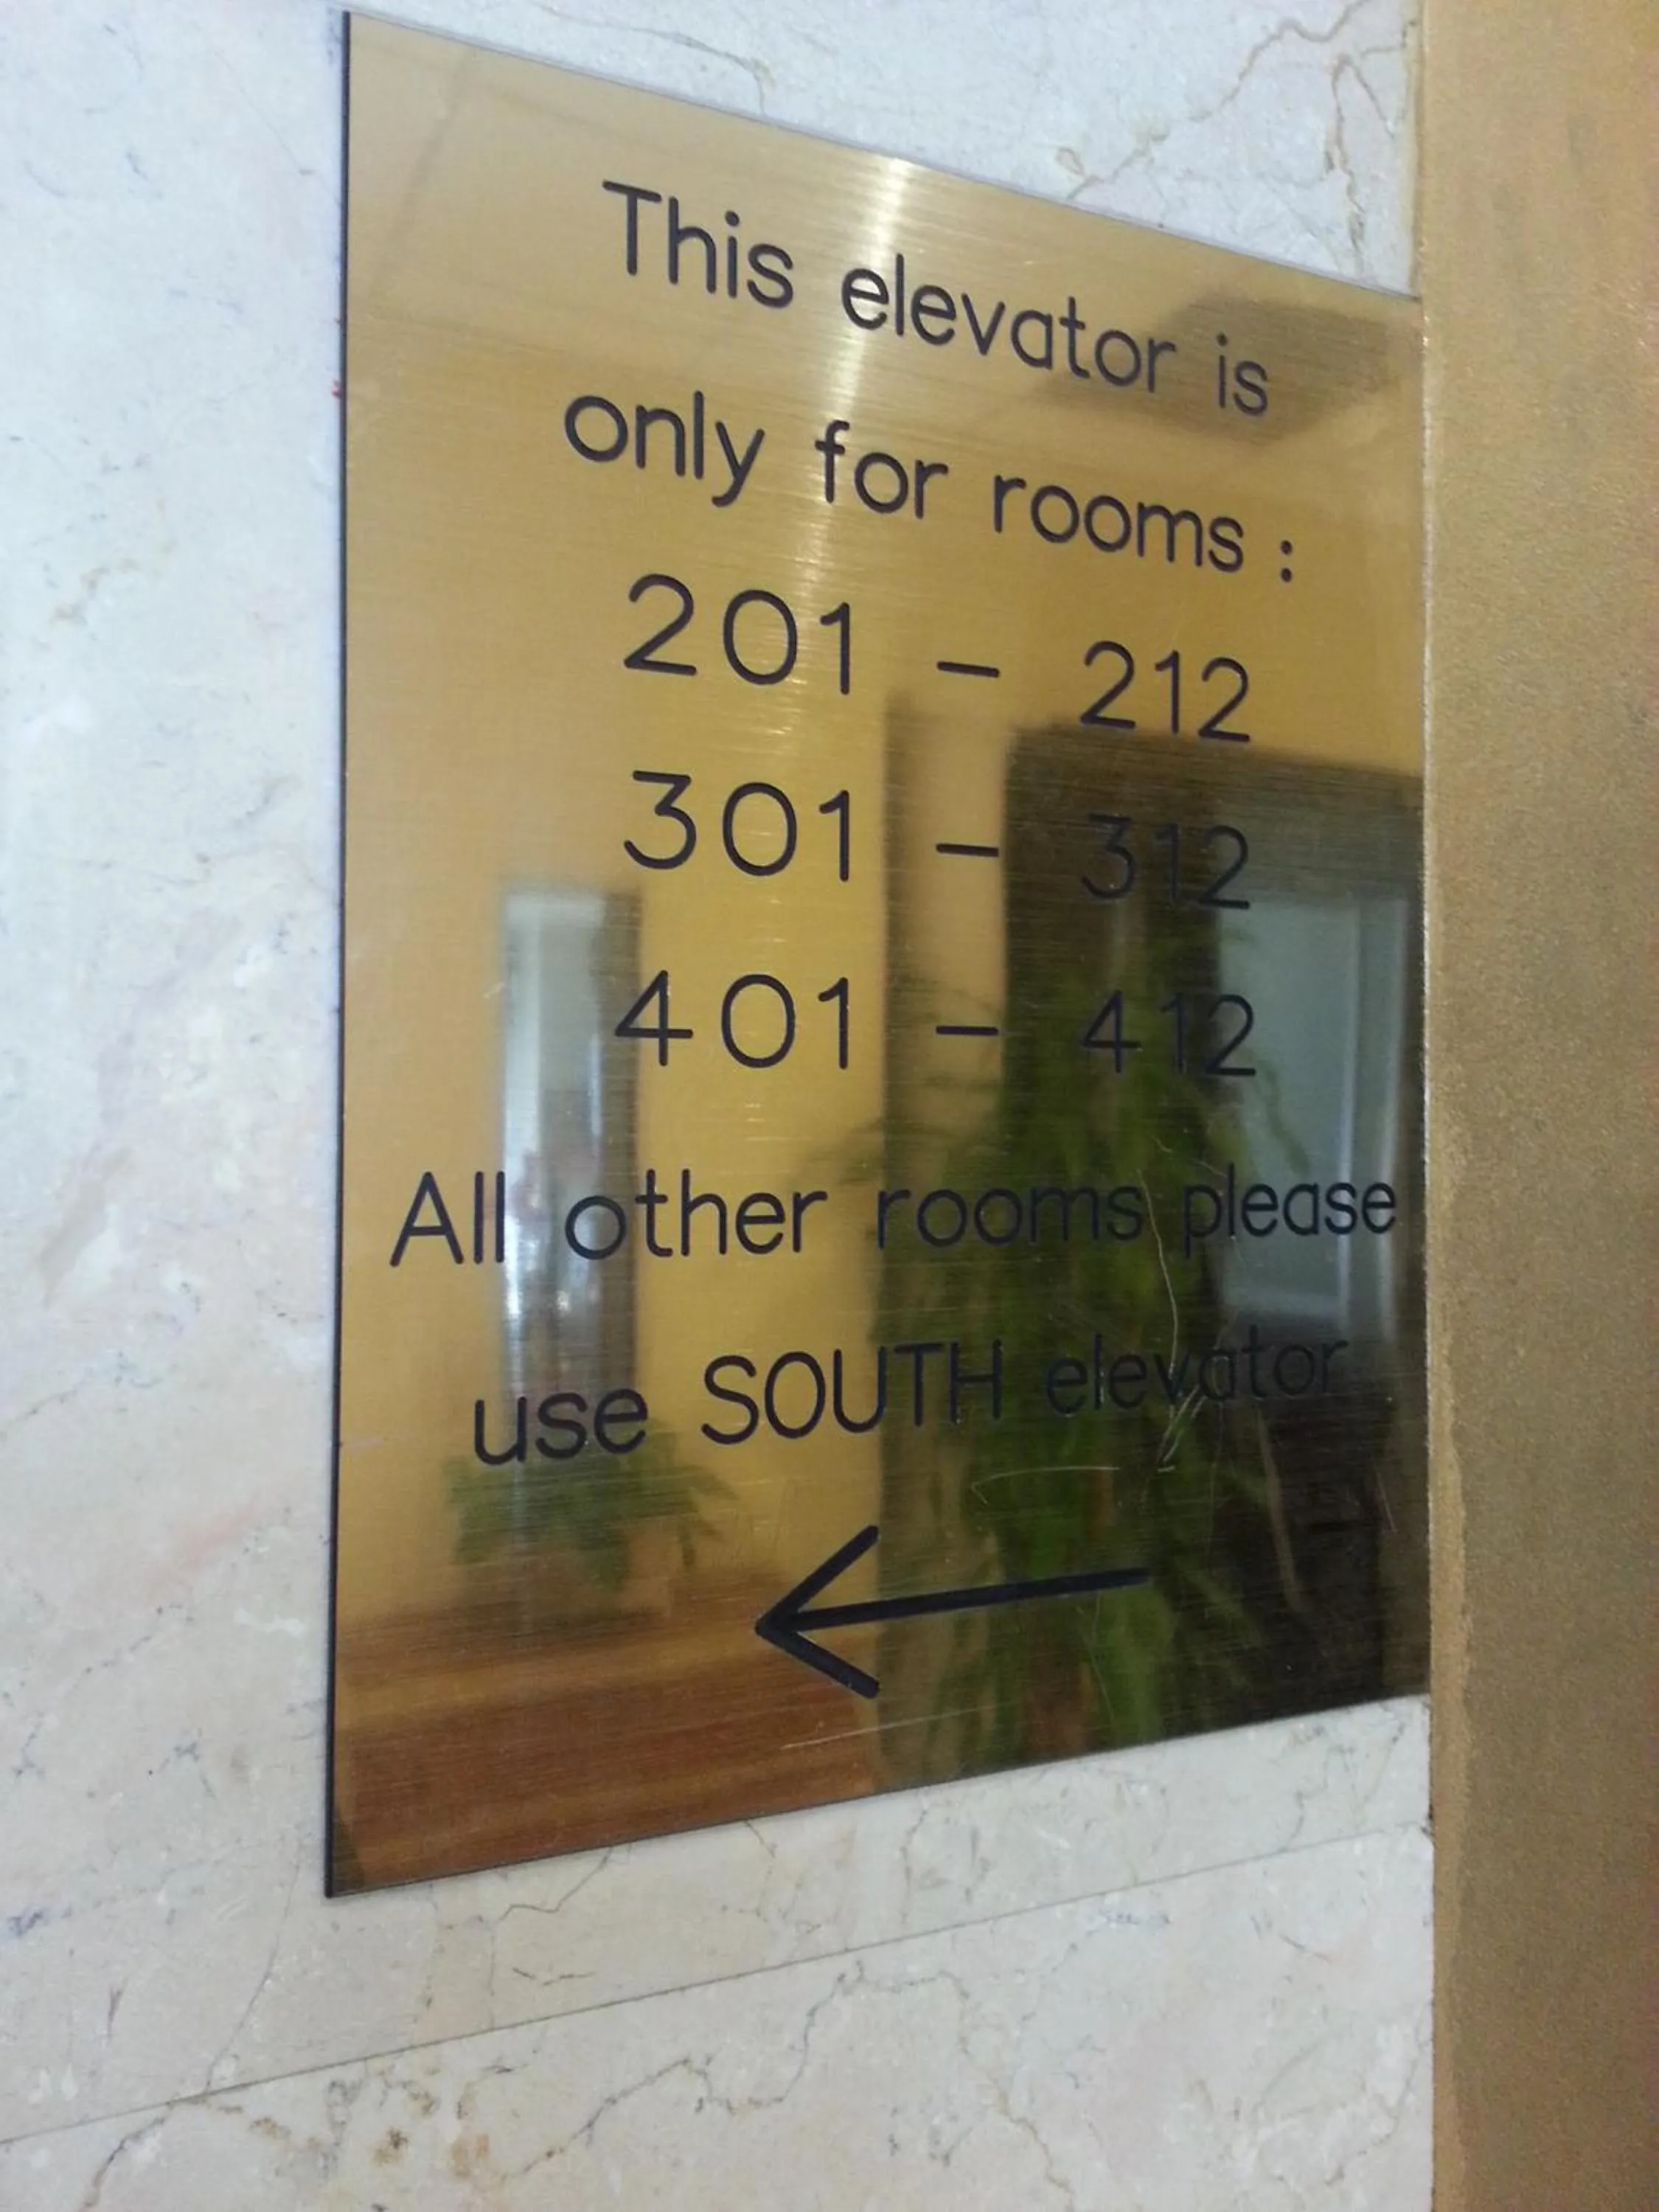 This elevator is
only for rooms :
201 - 212
301 - 312
401 - 412
All other rooms please
use SOUTH elevator